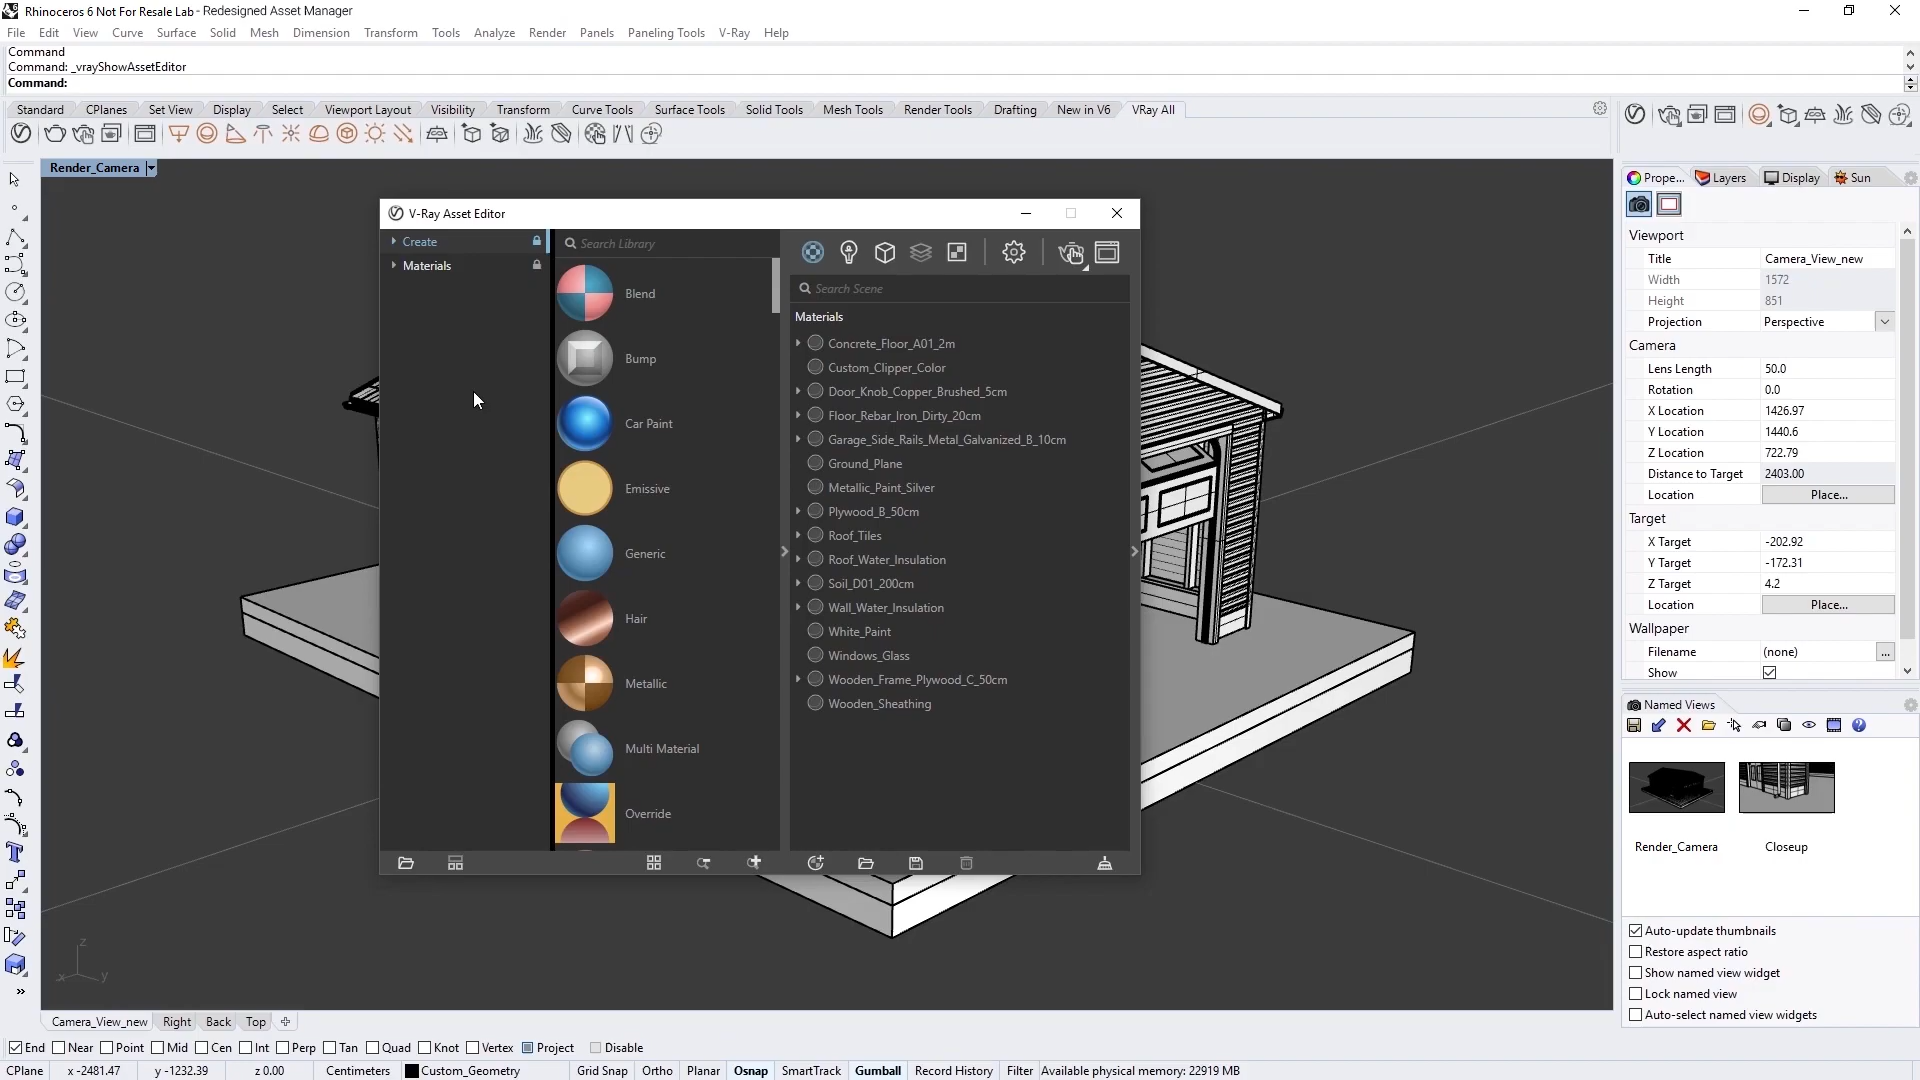 Rhinoceros 6 Not For Resale Lab - Redesigned Asset Manager
File Edit View Curve Surface Solid Mesh Dimension Transform Tools Analyze Render Panels Paneling Tools V-Ray Help
Command
Command: _vrayShowAssetEditor
Command:
Standard CPlanes Set View Display Select Viewport Layout Visibility Transform Curve Tools Surface Tools Solid Tools Mesh Tools Render Tools Drafting New in V6 VRay All
Render_Camera
V-Ray Asset Editor
Create
Materials
Search Library
Blend
Bump
Car Paint
Emissive
Generic
Hair
Metallic
Multi Material
Override
Search Scene
Materials
Concrete_Floor_A01_2m
Custom_Clipper_Color
Door_Knob_Copper_Brushed_5cm
Floor_Rebar_Iron_Dirty_20cm
Garage_Side_Rails_Metal_Galvanized_B_10cm
Ground_Plane
Metallic_Paint_Silver
Plywood_B_50cm
Roof_Tiles
Roof_Water_Insulation
Soil_D01_200cm
Wall_Water_Insulation
White_Paint
Windows_Glass
Wooden_Frame_Plywood_C_50cm
Wooden_Sheathing
z
x y
Prope... Layers Display Sun
Viewport
Title Camera_View_new
Width 1572
Height 851
Projection Perspective
Camera
Lens Length 50.0
Rotation 0.0
X Location 1426.97
Y Location 1440.6
Z Location 722.79
Distance to Target 2403.00
Location Place...
Target
X Target -202.92
Y Target -172.31
Z Target 4.2
Location Place...
Wallpaper
Filename (none) ...
Show
Named Views
Render_Camera Closeup
Auto-update thumbnails
Restore aspect ratio
Show named view widget
Lock named view
Auto-select named view widgets
Camera_View_new Right Back Top
End Near Point Mid Cen Int Perp Tan Quad Knot Vertex Project Disable
CPlane x -2481.47 y -1232.39 z 0.00 Centimeters Custom_Geometry Grid Snap Ortho Planar Osnap SmartTrack Gumball Record History Filter Available physical memory: 22919 MB